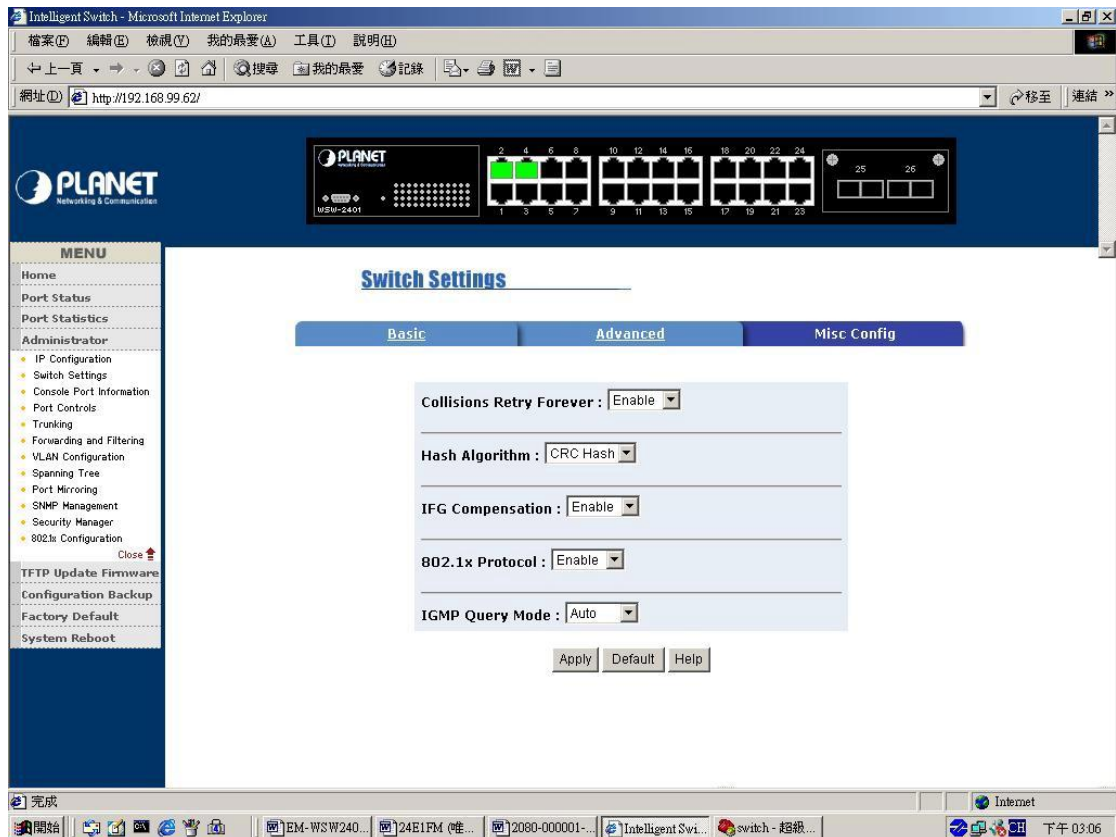 Intelligent Switch - Microsoft Internet Explorer
檔案(F) 編輯(E) 檢視(V) 我的最愛(A) 工具(T) 說明(H)
上一頁 搜尋 我的最愛 記錄
網址(D) http://192.168.99.62/ 移至 連結 »
PLANET
Networking & Communication
PLANET
Networking & Communication
WSW-2401
2 4 6 8 10 12 14 16 18 20 22 24
1 3 5 7 9 11 13 15 17 19 21 23
25 26
MENU
Home
Port Status
Port Statistics
Administrator
IP Configuration
Switch Settings
Console Port Information
Port Controls
Trunking
Forwarding and Filtering
VLAN Configuration
Spanning Tree
Port Mirroring
SNMP Management
Security Manager
802.1x Configuration
Close
TFTP Update Firmware
Configuration Backup
Factory Default
System Reboot
Switch Settings
Basic Advanced Misc Config
Collisions Retry Forever : Enable
Hash Algorithm : CRC Hash
IFG Compensation : Enable
802.1x Protocol : Enable
IGMP Query Mode : Auto
Apply Default Help
完成 Internet
開始 EM-WSW240... 24E1FM (唯... 2080-000001-... Intelligent Swi... switch - 超級... CH 下午 03:06